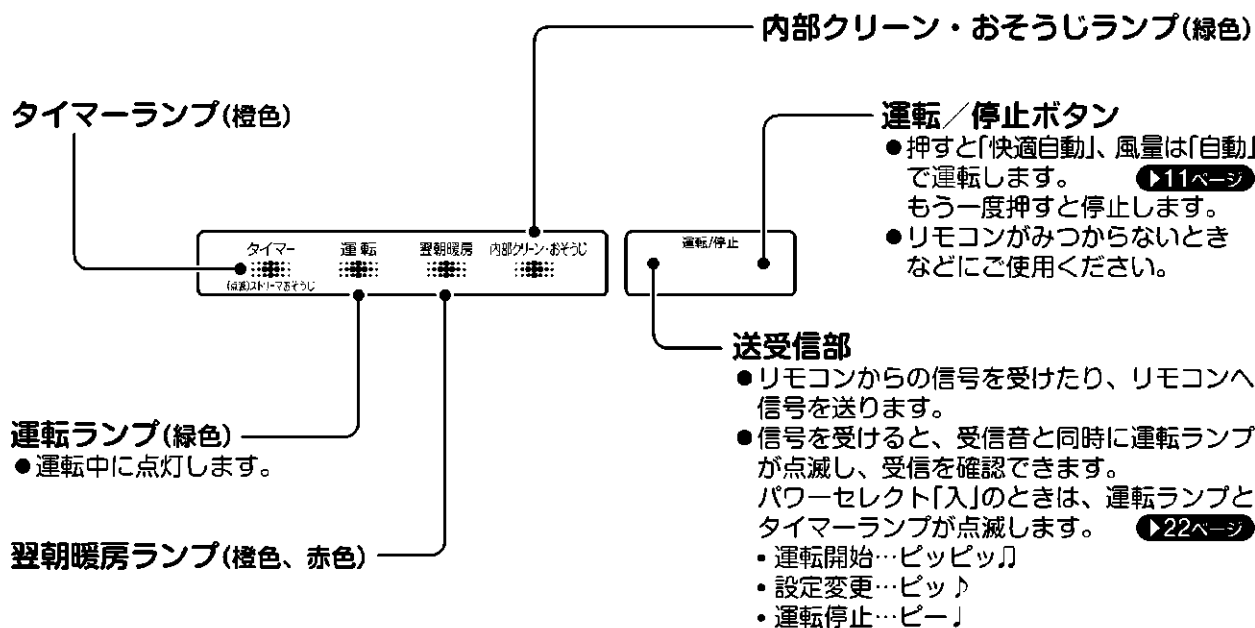 内部クリーン・おそうじランプ(緑色)
タイマーランプ(橙色)
運転／停止ボタン
●押すと「快適自動」、風量は「自動」
で運転します。 ▶11ページ
もう一度押すと停止します。
●リモコンがみつからないとき
などにご使用ください。
タイマー 運転 翌朝暖房 内部クリーン・おそうじ
(点滅)ストリーマおそうじ
運転/停止
送受信部
●リモコンからの信号を受けたり、リモコンへ
信号を送ります。
●信号を受けると、受信音と同時に運転ランプ
が点滅し、受信を確認できます。
パワーセレクト「入」のときは、運転ランプと
タイマーランプが点滅します。 ▶22ページ
• 運転開始…ピッピッ♫
• 設定変更…ピッ♪
• 運転停止…ピー♩
運転ランプ(緑色)
●運転中に点灯します。
翌朝暖房ランプ(橙色、赤色)